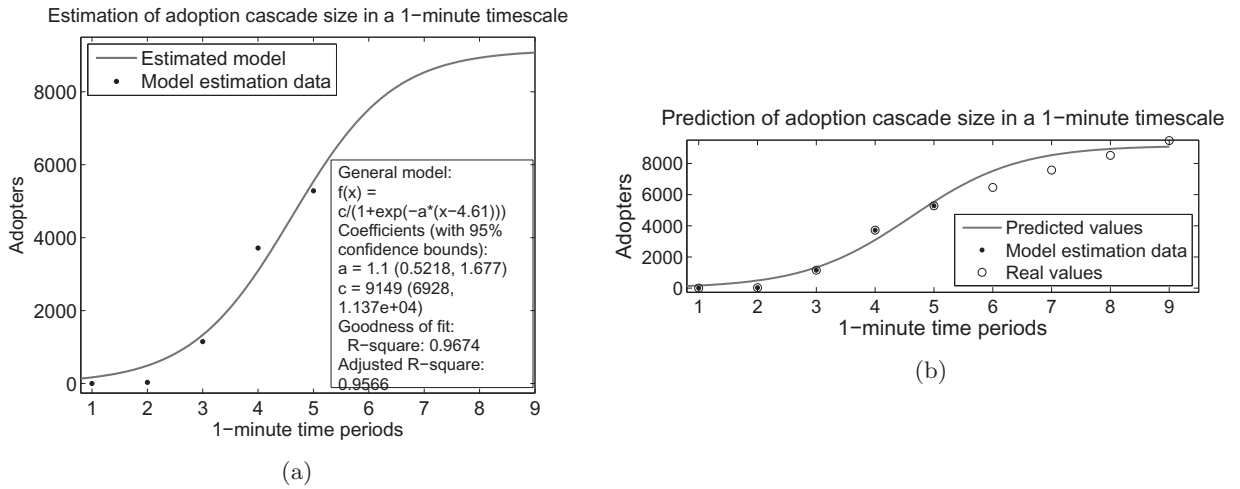 Estimation of adoption cascade size in a 1−minute timescale
Estimated model
Model estimation data
8000
6000
4000
2000
0
Adopters
General model:
f(x) =
c/(1+exp(−a*(x−4.61)))
Coefficients (with 95%
confidence bounds):
a = 1.1 (0.5218, 1.677)
c = 9149 (6928,
1.137e+04)
Goodness of fit:
R−square: 0.9674
Adjusted R−square:
0.9566
1 2 3 4 5 6 7 8 9
1−minute time periods
(a)
Prediction of adoption cascade size in a 1−minute timescale
8000
6000
4000
2000
0
Adopters
Predicted values
Model estimation data
Real values
1 2 3 4 5 6 7 8 9
1−minute time periods
(b)